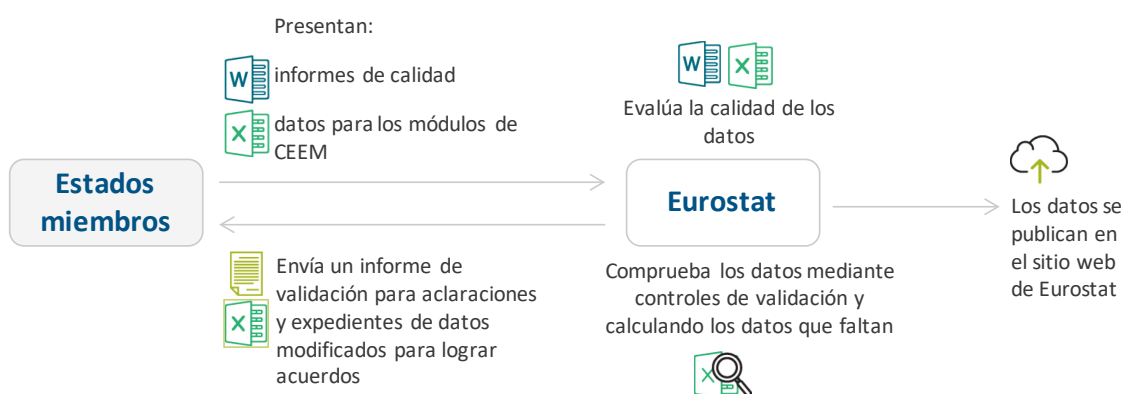 Presentan:
W
informes de calidad
X
datos para los módulos de
CEEM
Estados
miembros
Envía un informe de
validación para aclaraciones
y expedientes de datos
modificados para lograr
acuerdos
X
W X
Evalúa la calidad de los
datos
Eurostat
Comprueba los datos mediante
controles de validación y
calculando los datos que faltan
X
Los datos se
publican en
el sitio web
de Eurostat